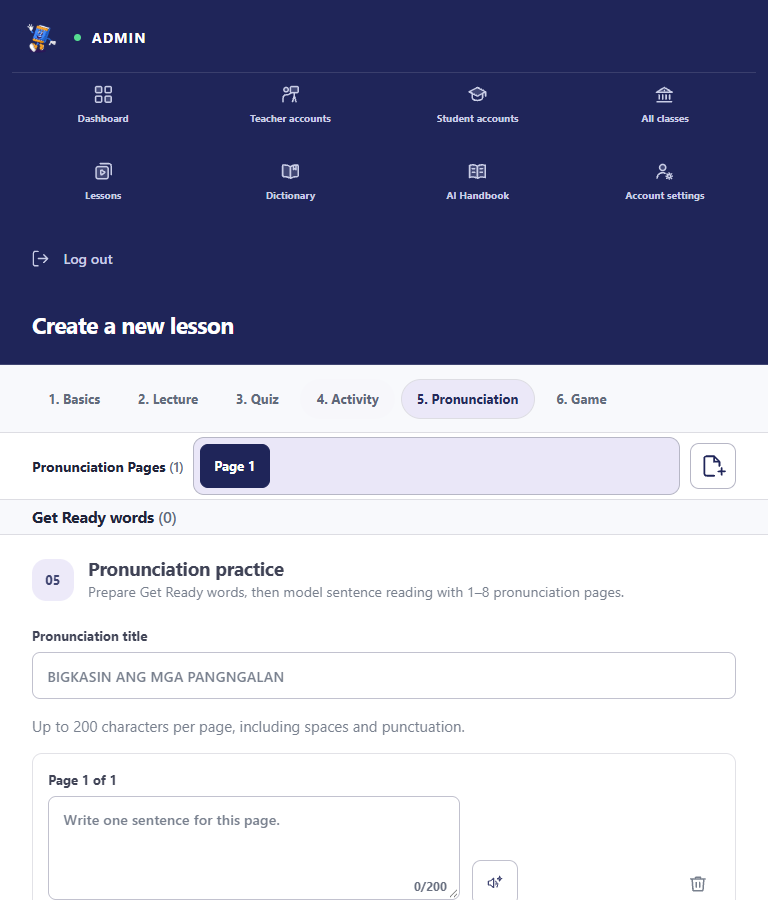 ADMIN
Dashboard
Teacher accounts
Student accounts
All classes
Lessons
Dictionary
AI Handbook
Account settings
Log out
Create a new lesson
1. Basics
2. Lecture
3. Quiz
4. Activity
5. Pronunciation
6. Game
Pronunciation Pages (1)
Page 1
Get Ready words (0)
05
Pronunciation practice
Prepare Get Ready words, then model sentence reading with 1–8 pronunciation pages.
Pronunciation title
BIGKASIN ANG MGA PANGNGALAN
Up to 200 characters per page, including spaces and punctuation.
Page 1 of 1
Write one sentence for this page.
0/200